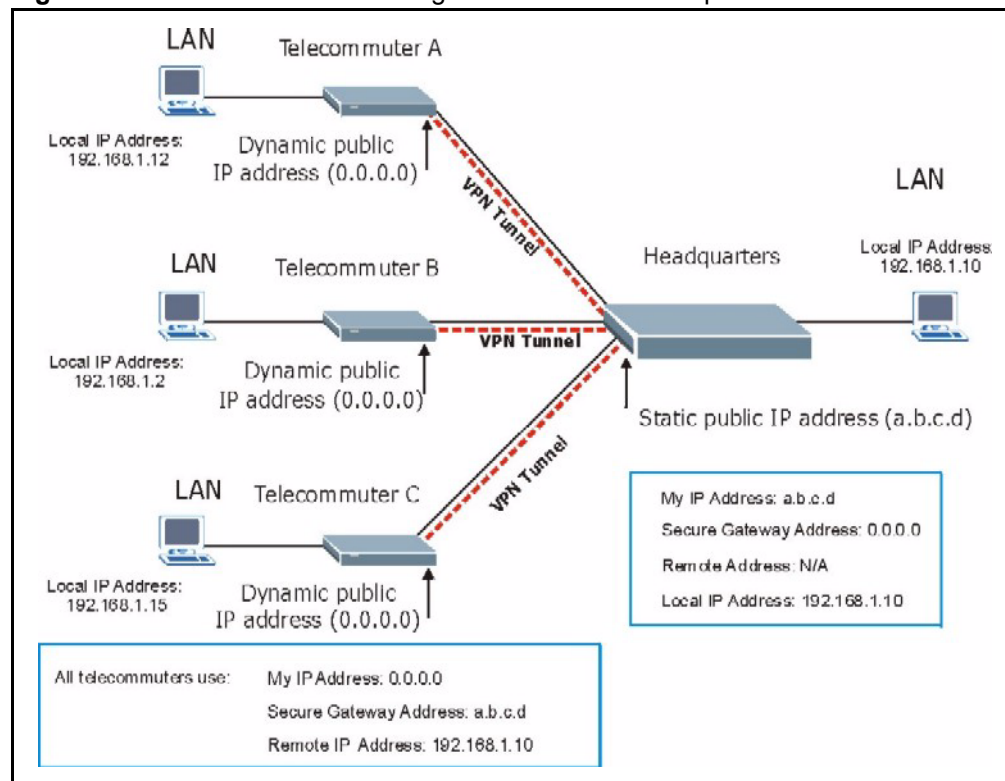 LAN
Telecommuter A
Local IP Address:
192.168.1.12
Dynamic public
IP address (0.0.0.0)
VPN Tunnel
LAN
Telecommuter B
Local IP Address:
192.168.1.2
Dynamic public
IP address (0.0.0.0)
VPN Tunnel
LAN
Telecommuter C
Local IP Address:
192.168.1.15
Dynamic public
IP address (0.0.0.0)
VPN Tunnel
Headquarters
LAN
Local IP Address:
192.168.1.10
Static public IP address (a.b.c.d)
My IP Address: a.b.c.d
Secure Gateway Address: 0.0.0.0
Remote Address: N/A
Local IP Address: 192.168.1.10
All telecommuters use: My IP Address: 0.0.0.0
Secure Gateway Address: a.b.c.d
Remote IP Address: 192.168.1.10